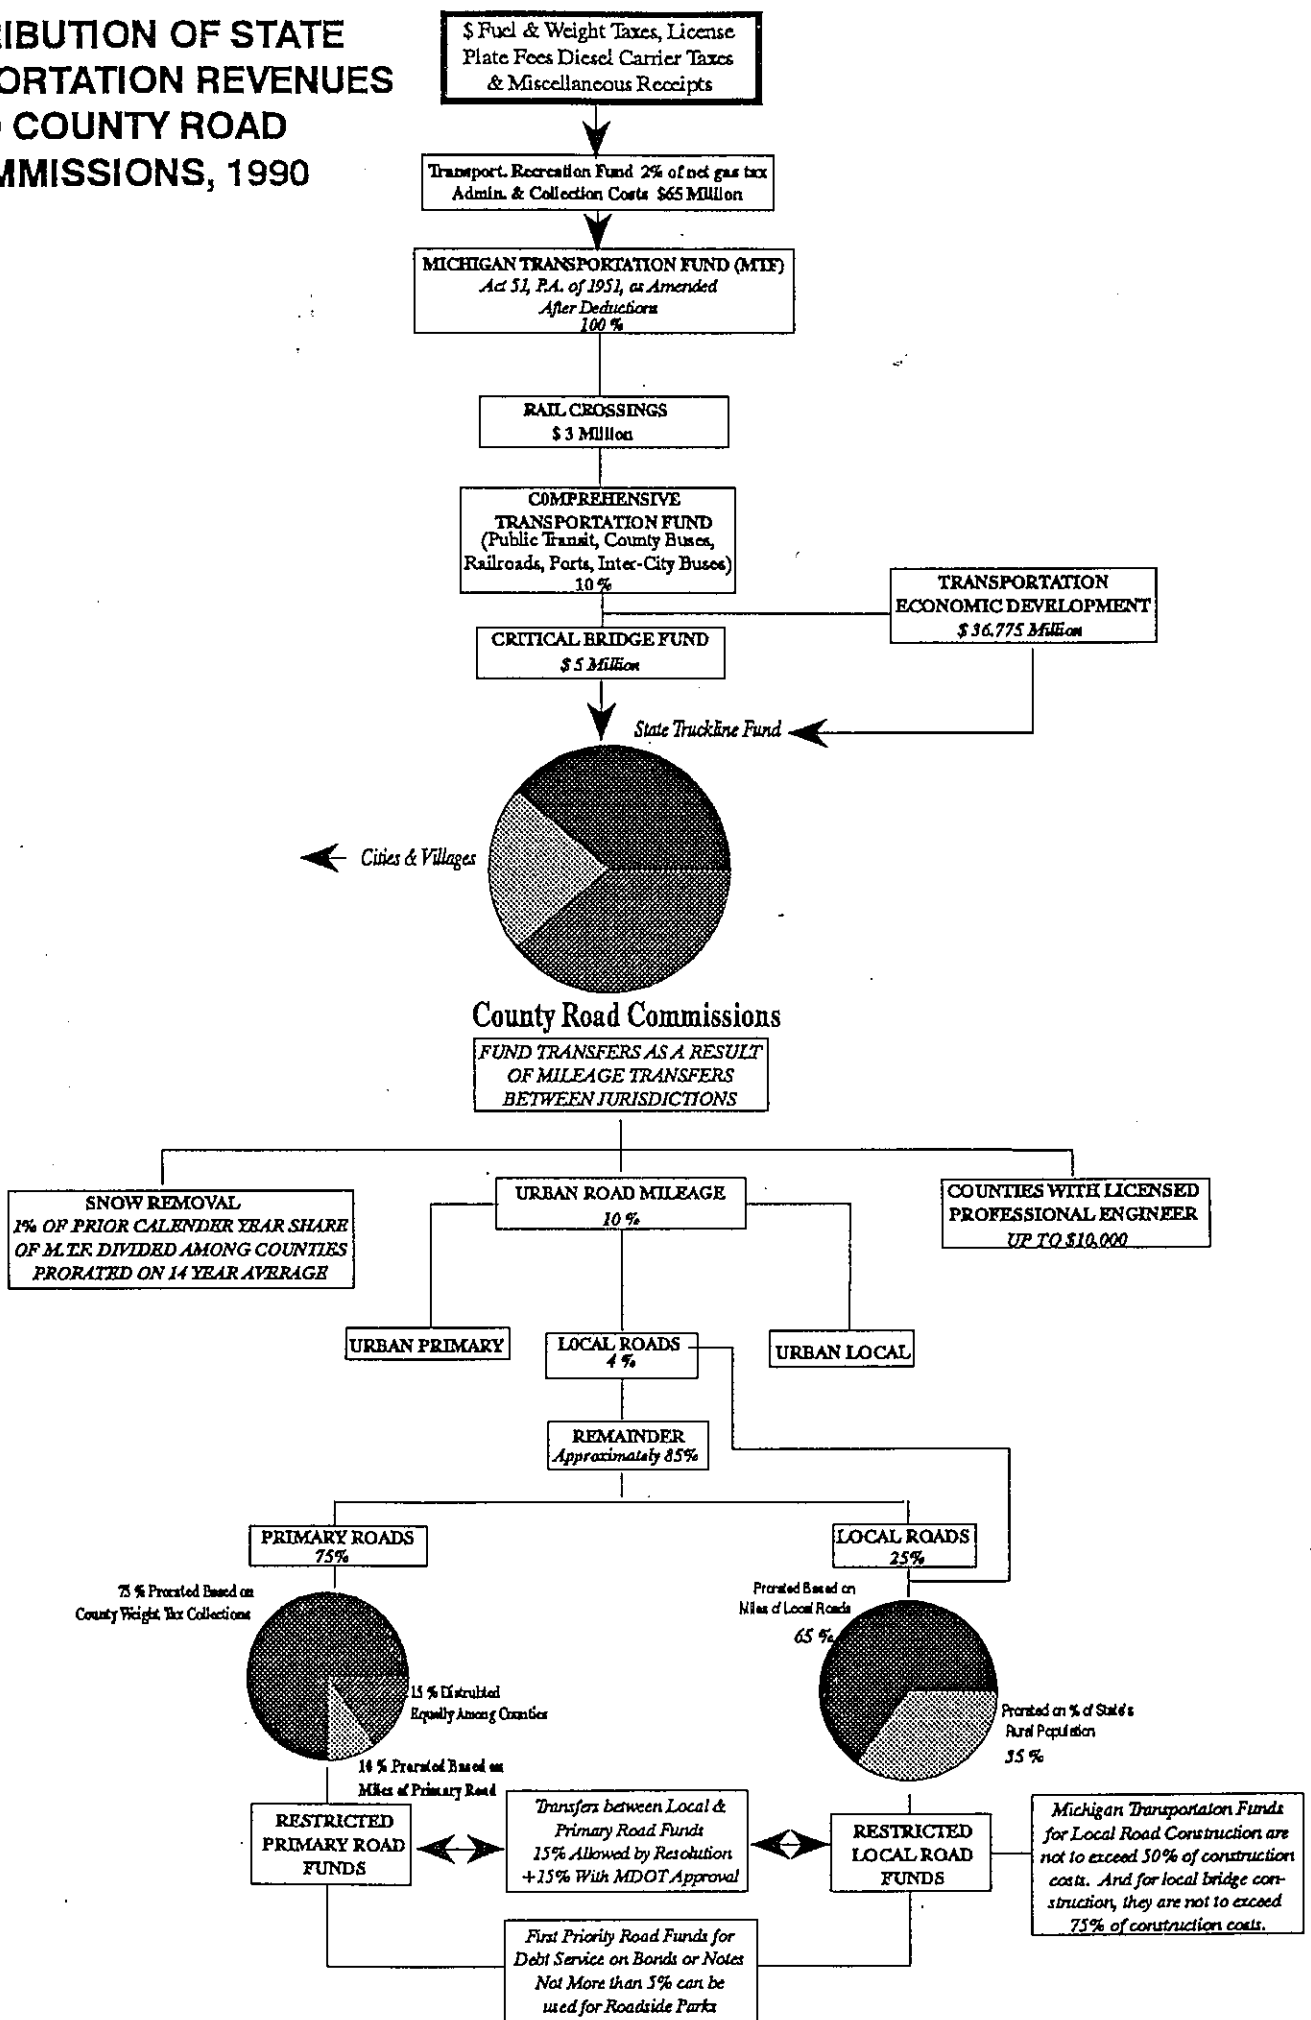 RIBUTION OF STATE
ORTATION REVENUES
COUNTY ROAD
MMISSIONS, 1990
$ Fuel & Weight Taxes, License
Plate Fees Diesel Carrier Taxes
& Miscellaneous Receipts
Transport. Recreation Fund 2% of net gas tax
Admin. & Collection Costs $65 Million
MICHIGAN TRANSPORTATION FUND (MTF)
Act 51, P.A. of 1951, as Amended
After Deductions
100 %
RAIL CROSSINGS
$ 3 Million
COMPREHENSIVE
TRANSPORTATION FUND
(Public Transit, County Buses,
Railroads, Ports, Inter-City Buses)
10 %
TRANSPORTATION
ECONOMIC DEVELOPMENT
$ 36.775 Million
CRITICAL BRIDGE FUND
$ 5 Million
State Truckline Fund
Cities & Villages
County Road Commissions
FUND TRANSFERS AS A RESULT
OF MILEAGE TRANSFERS
BETWEEN JURISDICTIONS
SNOW REMOVAL
1% OF PRIOR CALENDER YEAR SHARE
OF M.T.F. DIVIDED AMONG COUNTIES
PRORATED ON 14 YEAR AVERAGE
URBAN ROAD MILEAGE
10 %
COUNTIES WITH LICENSED
PROFESSIONAL ENGINEER
UP TO $10,000
URBAN PRIMARY
LOCAL ROADS
4 %
URBAN LOCAL
REMAINDER
Approximately 85%
PRIMARY ROADS
75%
LOCAL ROADS
25%
75 % Prorated Based on
County Weight Tax Collections
15 % Distrubted
Equally Among Counties
10 % Prorated Based on
Miles of Primary Road
Prorated Based on
Miles of Local Roads
65 %
Prorated on % of State's
Rural Population
35 %
RESTRICTED
PRIMARY ROAD
FUNDS
Transfers between Local &
Primary Road Funds
15% Allowed by Resolution
+15% With MDOT Approval
RESTRICTED
LOCAL ROAD
FUNDS
Michigan Transportaton Funds
for Local Road Construction are
not to exceed 50% of construction
costs. And for local bridge con-
struction, they are not to exceed
75% of construction costs.
First Priority Road Funds for
Debt Service on Bonds or Notes
Not More than 5% can be
used for Roadside Parks